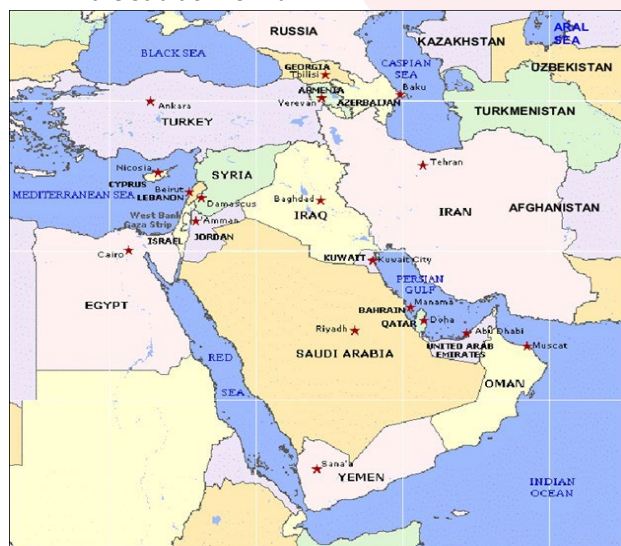 RUSSIA
KAZAKHSTAN
ARAL
SEA
BLACK SEA
CASPIAN
SEA
UZBEKISTAN
GEORGIA
Tbilisi
ARMENIA
Yerevan
AZERBAIJAN
Baku
TURKMENISTAN
Ankara
TURKEY
Nicosia
CYPRUS
SYRIA
Tehran
MEDITERRANEAN SEA
Beirut
LEBANON
Damascus
Baghdad
IRAQ
IRAN
AFGHANISTAN
West Bank
Gaza Strip
Amman
ISRAEL
JORDAN
Cairo
KUWAIT
Kuwait City
PERSIAN
GULF
EGYPT
BAHRAIN
Manama
QATAR
Doha
Riyadh
Abu Dhabi
UNITED ARAB
EMIRATES
Muscat
SAUDI ARABIA
RED
SEA
OMAN
Sana'a
YEMEN
INDIAN
OCEAN